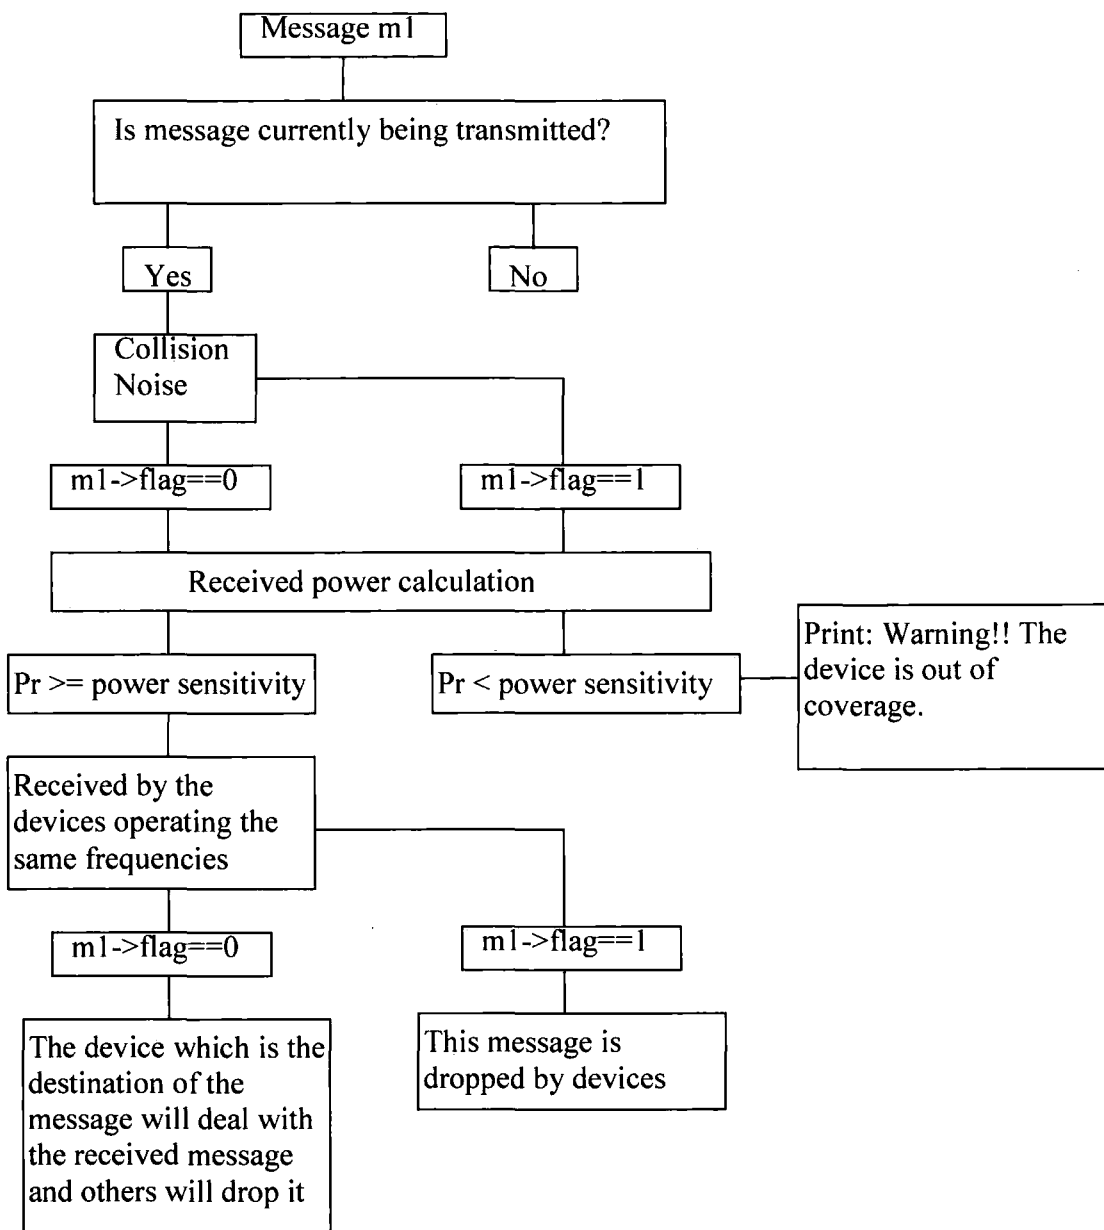 Message m1
Is message currently being transmitted?
Yes
No
Collision
Noise
m1->flag==0
m1->flag==1
Received power calculation
Pr >= power sensitivity
Pr < power sensitivity
Print: Warning!! The
device is out of
coverage.
Received by the
devices operating the
same frequencies
m1->flag==0
m1->flag==1
The device which is the
destination of the
message will deal with
the received message
and others will drop it
This message is
dropped by devices